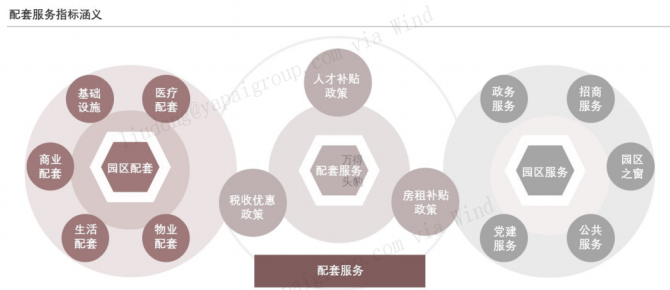 配套服务指标涵义
基础
设施
医疗
配套
商业
配套
园区配套
生活
配套
物业
配套
人才补贴
政策
配套服务
税收优惠
政策
房租补贴
政策
配套服务
政务
服务
招商
服务
园区
之窗
园区服务
党建
服务
公共
服务
via Wind